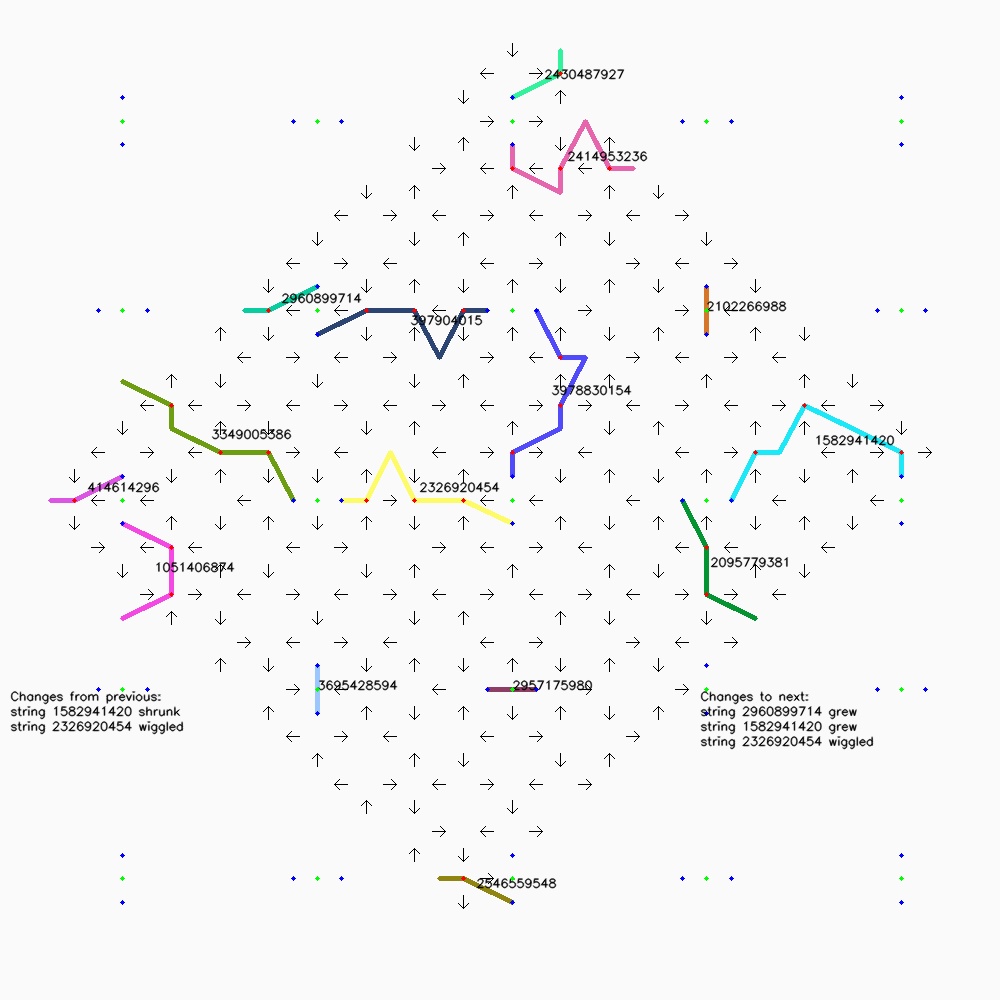 2430487927
2414953236
2960899714
2102266988
397904015
3978830154
3349005386
1582941420
414614296
2326920454
1051406874
2095779381
3695428594
2957175980
Changes from previous:
string 1582941420 shrunk
string 2326920454 wiggled
Changes to next:
string 2960899714 grew
string 1582941420 grew
string 2326920454 wiggled
2546559548